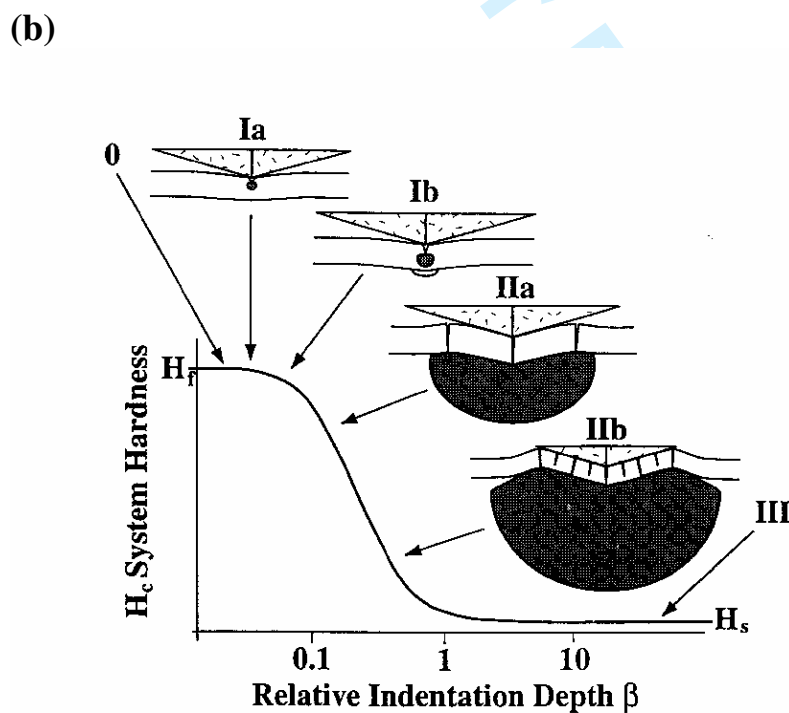 (b)
Ia
0
Ib
IIa
H_f
IIb
III
H_c System Hardness
H_s
0.1 1 10
Relative Indentation Depth β